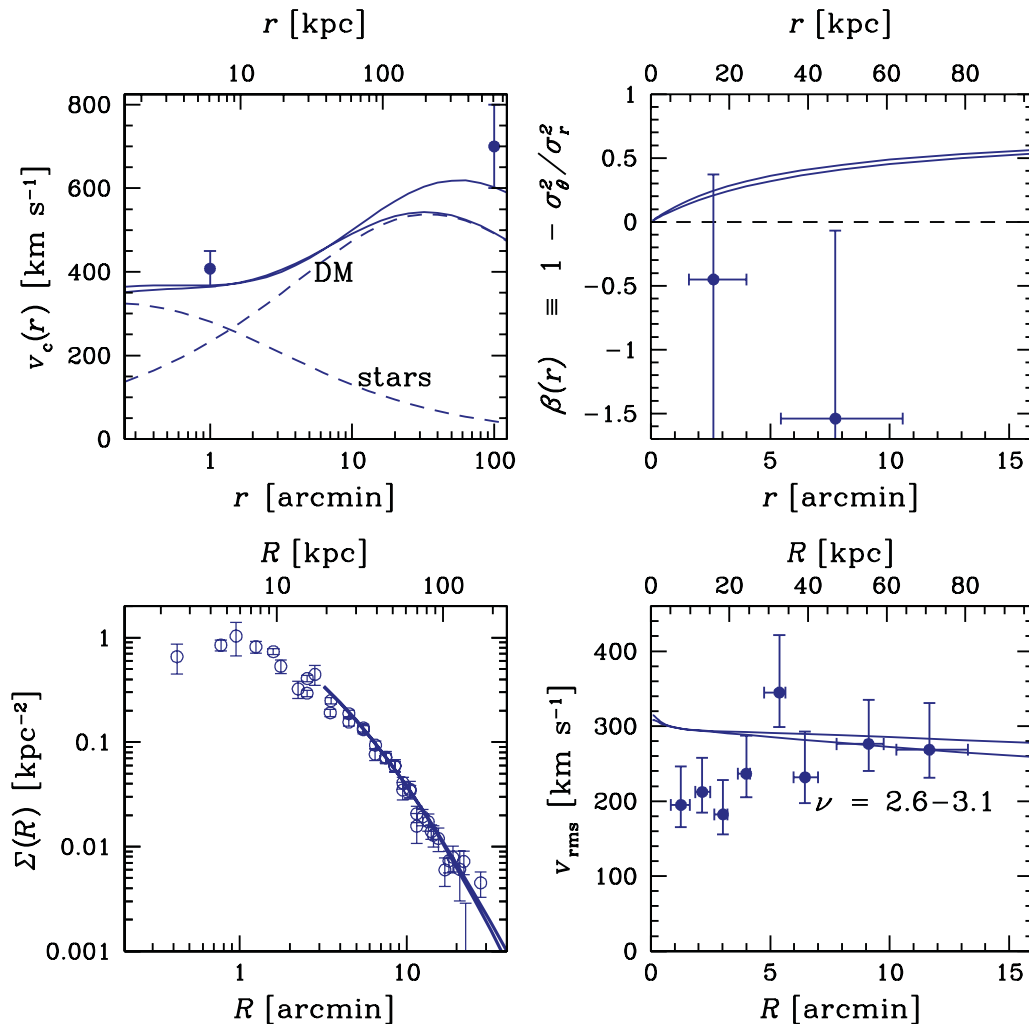 r [kpc]
10 100
800
600
400
200
0
v_c(r) [km s⁻¹]
DM
stars
1 10 100
r [arcmin]
r [kpc]
0 20 40 60 80
1
0.5
0
−0.5
−1
−1.5
β(r) ≡ 1 − σ_θ²/σ_r²
0 5 10 15
r [arcmin]
R [kpc]
10 100
1
0.1
0.01
0.001
Σ(R) [kpc⁻²]
1 10
R [arcmin]
R [kpc]
0 20 40 60 80
400
300
200
100
0
v_rms [km s⁻¹]
ν = 2.6−3.1
0 5 10 15
R [arcmin]